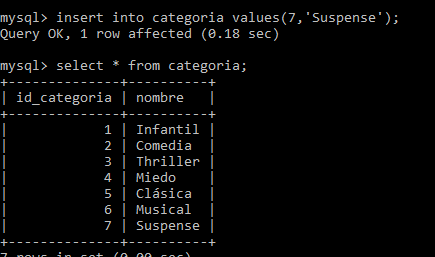 mysql> insert into categoria values(7,'Suspense');
Query OK, 1 row affected (0.18 sec)
mysql> select * from categoria;
+--------------+----------+
| id_categoria | nombre   |
+--------------+----------+
|            1 | Infantil |
|            2 | Comedia  |
|            3 | Thriller |
|            4 | Miedo    |
|            5 | Clásica  |
|            6 | Musical  |
|            7 | Suspense |
+--------------+----------+
7 rows in set (0.00 sec)